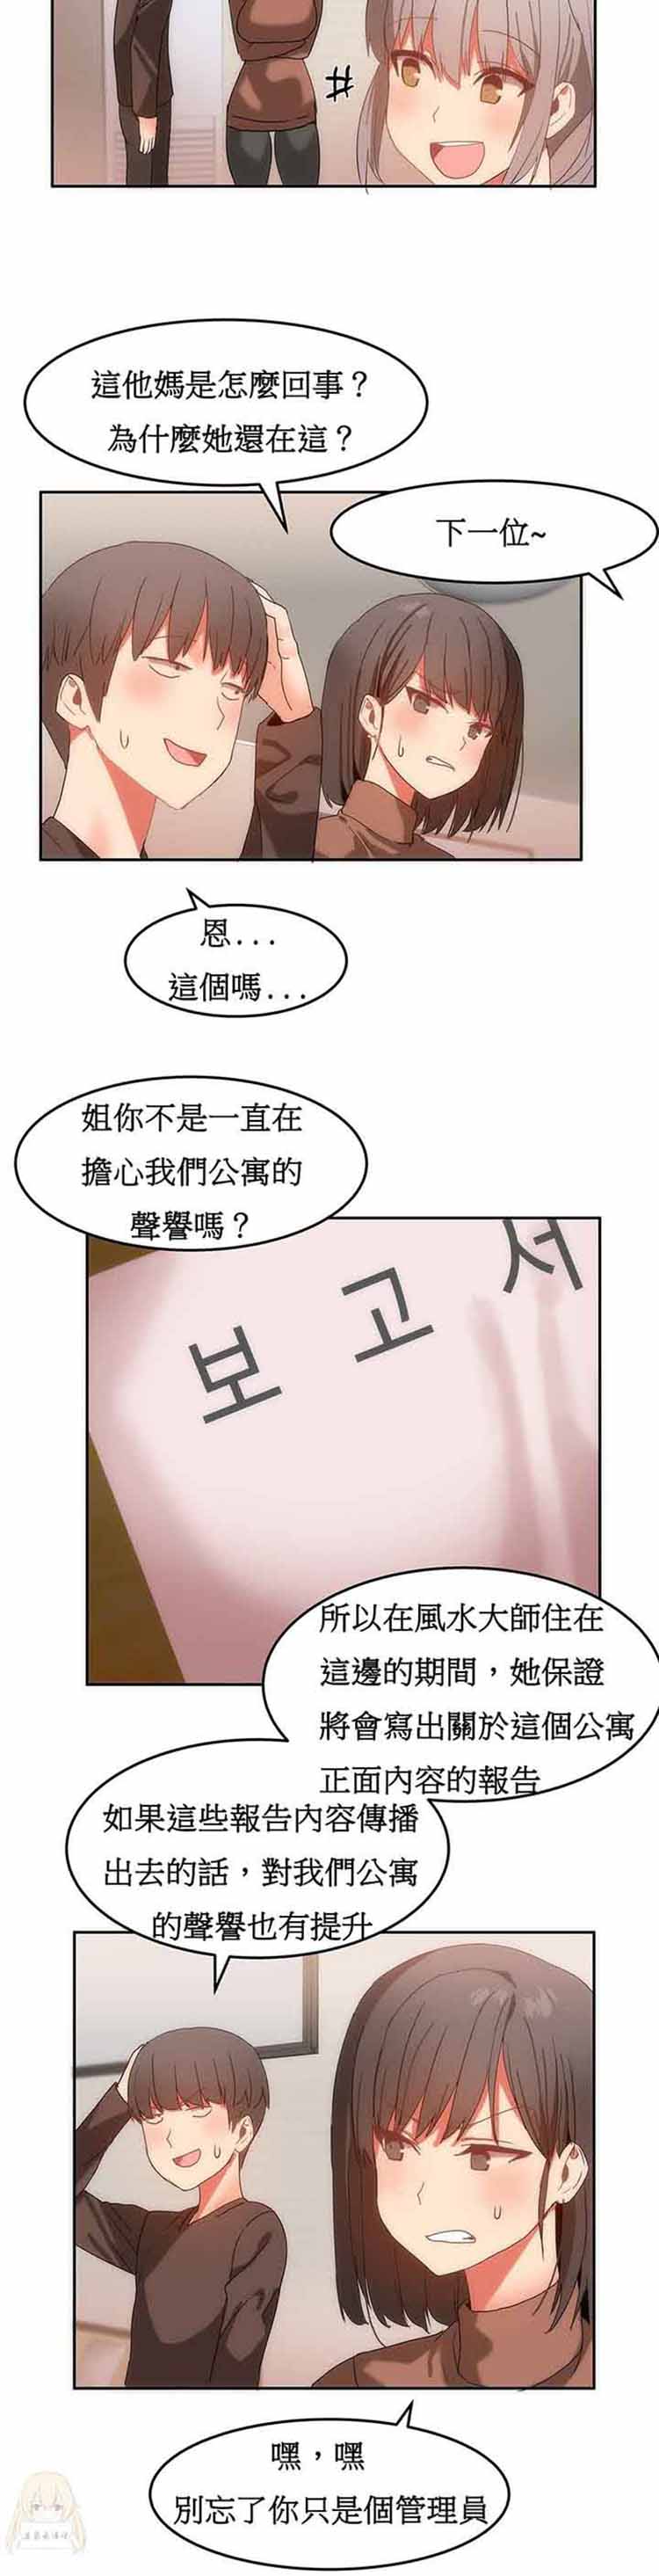 這他媽是怎麼回事？
為什麼她還在這？
下一位~
恩...
這個嗎...
姐你不是一直在
擔心我們公寓的
聲譽嗎？
보고서
所以在風水大師住在
這邊的期間，她保證
將會寫出關於這個公寓
正面內容的報告
如果這些報告內容傳播
出去的話，對我們公寓
的聲譽也有提升
嘿，嘿
別忘了你只是個管理員